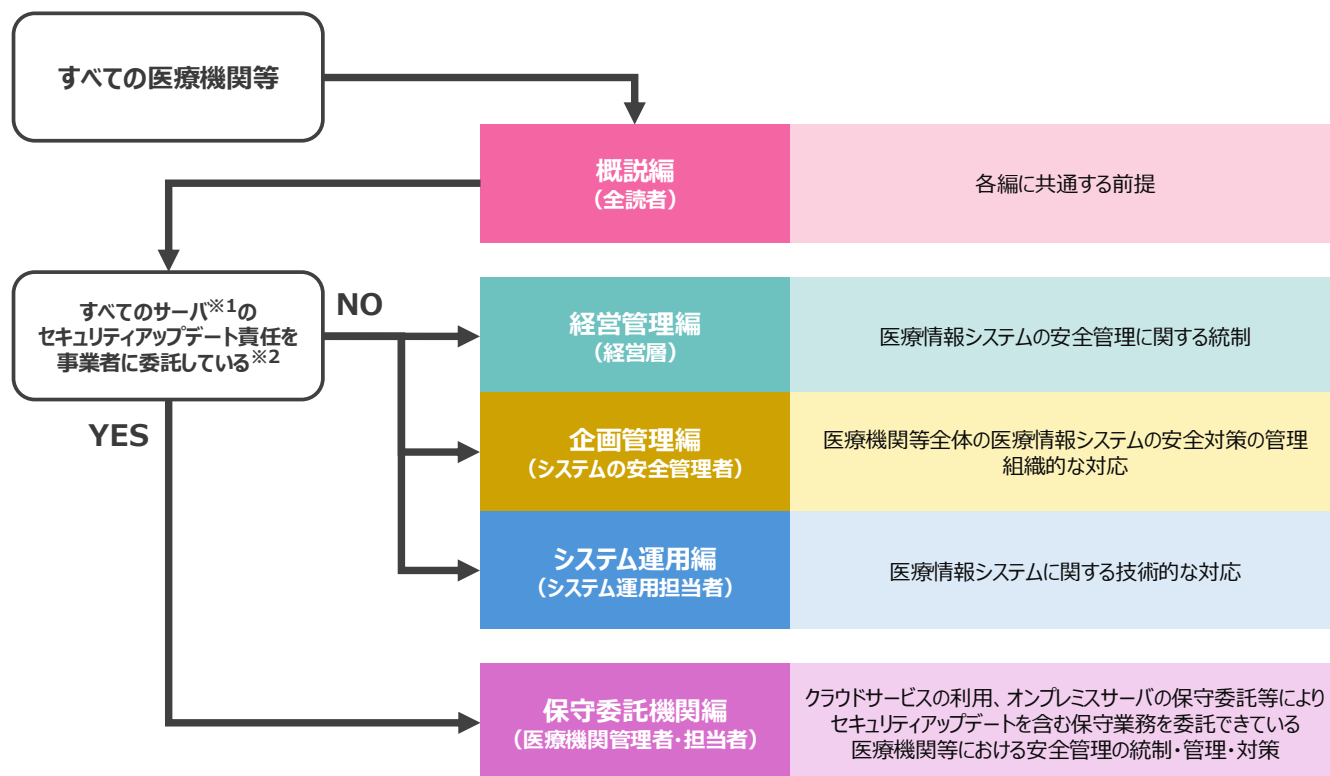 すべての医療機関等
概説編
（全読者）
各編に共通する前提
すべてのサーバ※1の
セキュリティアップデート責任を
事業者に委託している※2
NO
YES
経営管理編
（経営層）
医療情報システムの安全管理に関する統制
企画管理編
（システムの安全管理者）
医療機関等全体の医療情報システムの安全対策の管理
組織的な対応
システム運用編
（システム運用担当者）
医療情報システムに関する技術的な対応
保守委託機関編
（医療機関管理者・担当者）
クラウドサービスの利用、オンプレミスサーバの保守委託等により
セキュリティアップデートを含む保守業務を委託できている
医療機関等における安全管理の統制・管理・対策